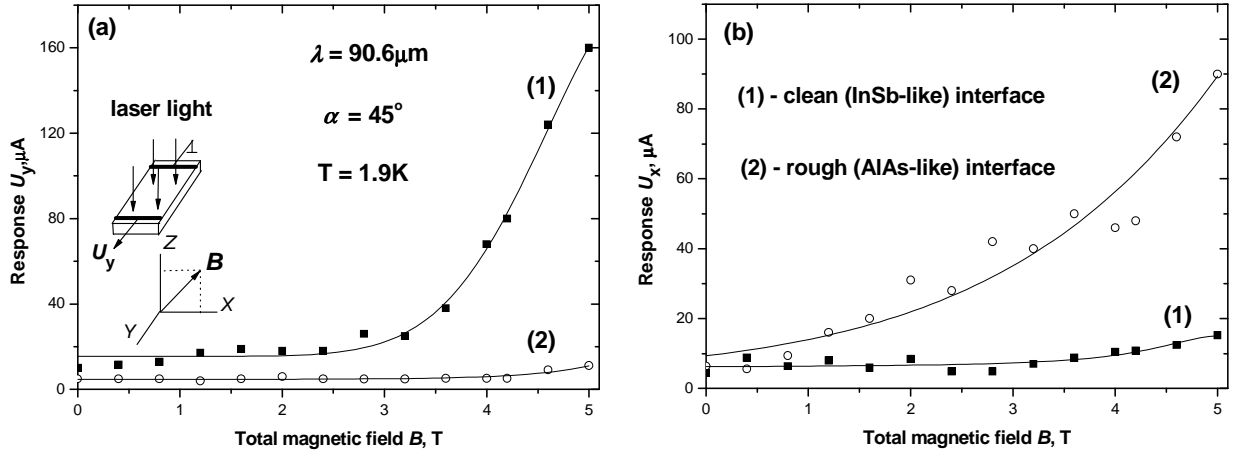 (a)
λ = 90.6μm
α = 45°
T = 1.9K
(1)
(2)
laser light
U_y
Z
B
X
Y
I
Response U_y,μA
160
120
80
40
0
0 1 2 3 4 5
Total magnetic field B, T
(b)
(1) - clean (InSb-like) interface
(2) - rough (AlAs-like) interface
(2)
(1)
Response U_x, μA
100
80
60
40
20
0
0 1 2 3 4 5
Total magnetic field B, T